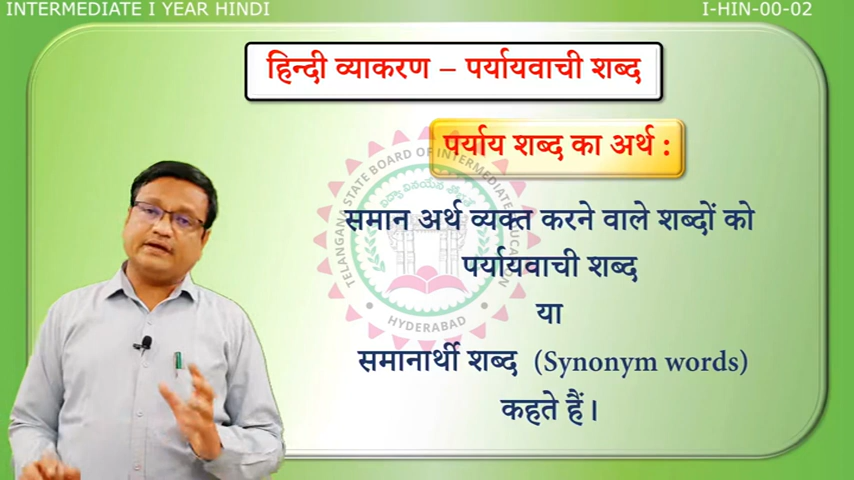 INTERMEDIATE I YEAR HINDI
I-HIN-00-02
हिन्दी व्याकरण – पर्यायवाची शब्द
पर्याय शब्द का अर्थ :
समान अर्थ व्यक्त करने वाले शब्दों को
पर्यायवाची शब्द
या
समानार्थी शब्द (Synonym words)
कहते हैं।
TELANGANA STATE BOARD OF INTERMEDIATE EDUCATION
HYDERABAD